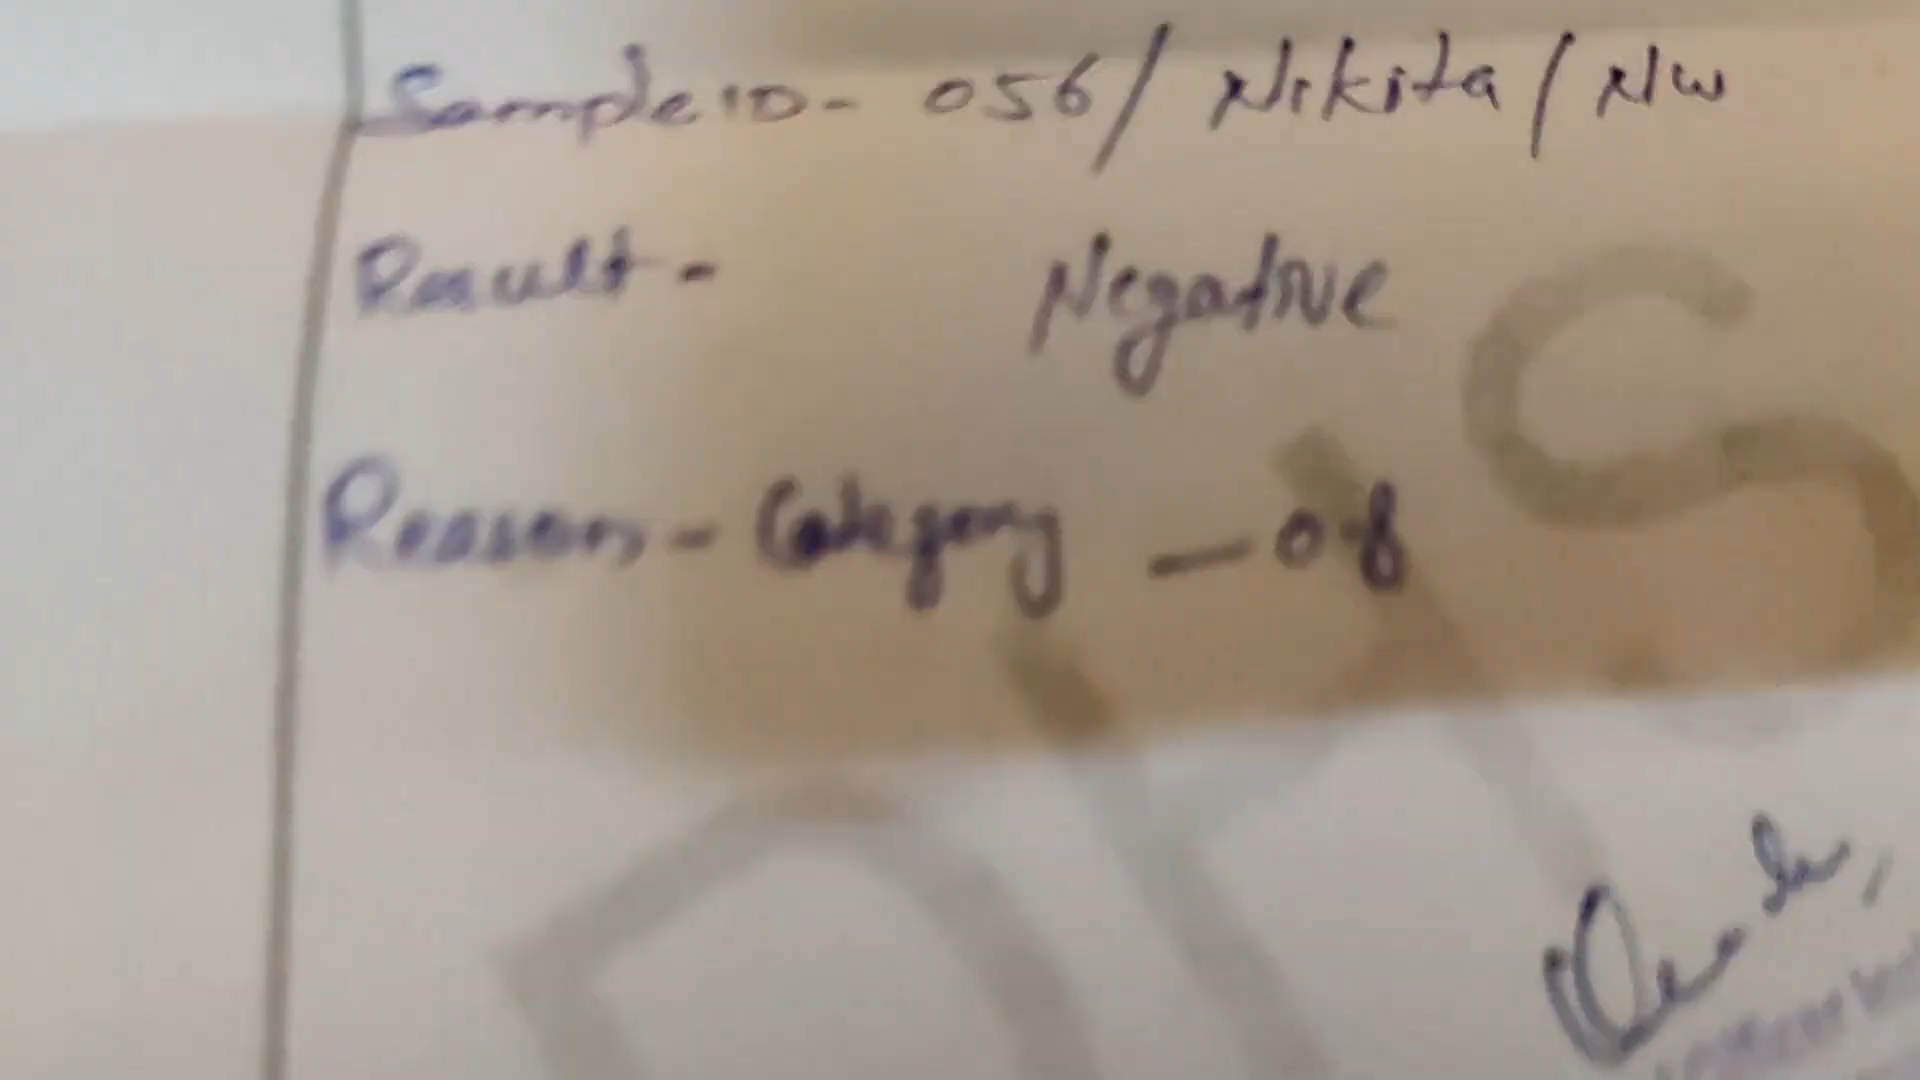 Sample ID - 056 / Nikita / NW
Result - Negative
Reason - Category - 08